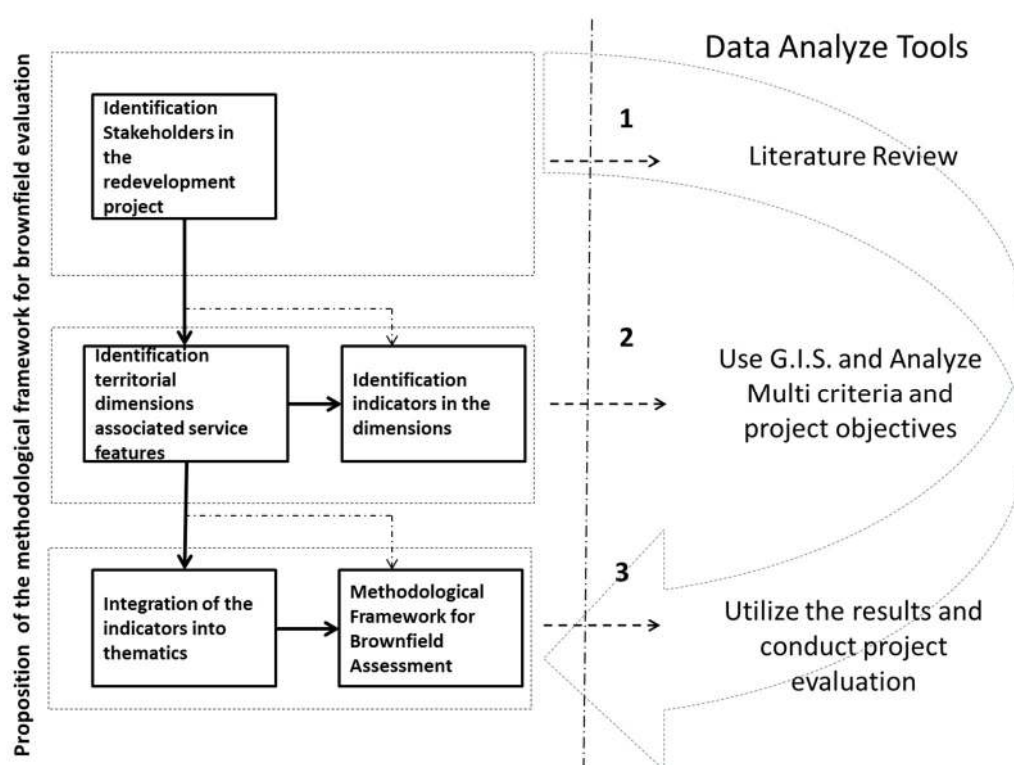 Proposition of the methodological framework for brownfield evaluation
Data Analyze Tools
Identification
Stakeholders in
the
redevelopment
project
1
Literature Review
Identification
territorial
dimensions
associated service
features
Identification
indicators in the
dimensions
2
Use G.I.S. and Analyze
Multi criteria and
project objectives
Integration of the
indicators into
thematics
Methodological
Framework for
Brownfield
Assessment
3
Utilize the results and
conduct project
evaluation